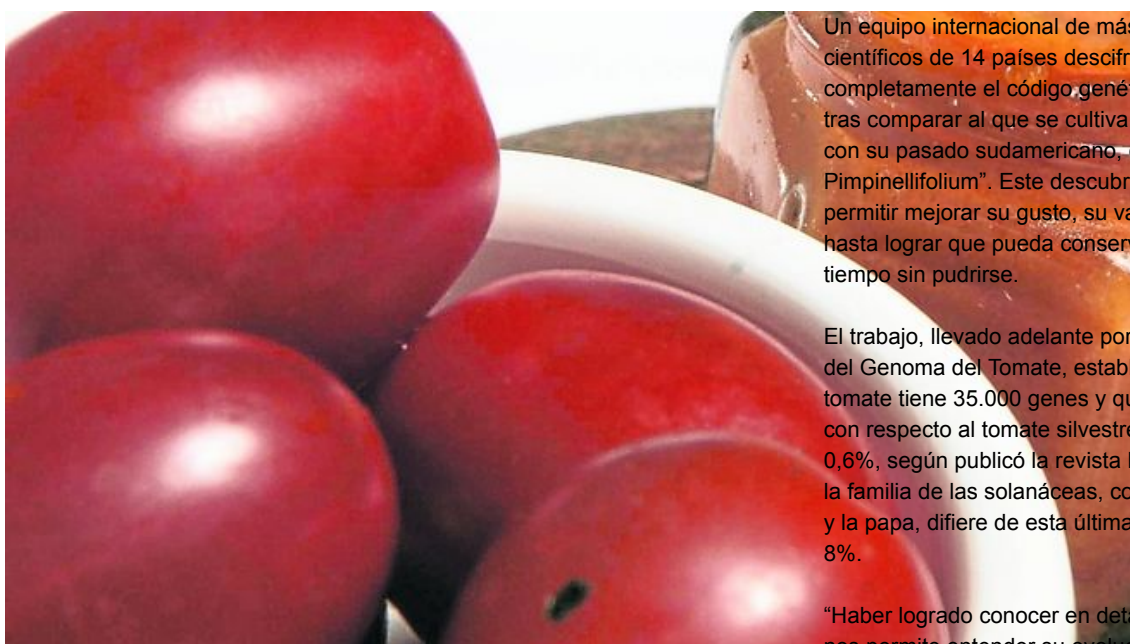 Un equipo internacional de más
científicos de 14 países descifr
completamente el código genét
tras comparar al que se cultiva
con su pasado sudamericano,
Pimpinellifolium”. Este descubr
permitir mejorar su gusto, su va
hasta lograr que pueda conserv
tiempo sin pudrirse.
El trabajo, llevado adelante por
del Genoma del Tomate, estab
tomate tiene 35.000 genes y qu
con respecto al tomate silvestre
0,6%, según publicó la revista
la familia de las solanáceas, co
y la papa, difiere de esta última
8%.
“Haber logrado conocer en deta